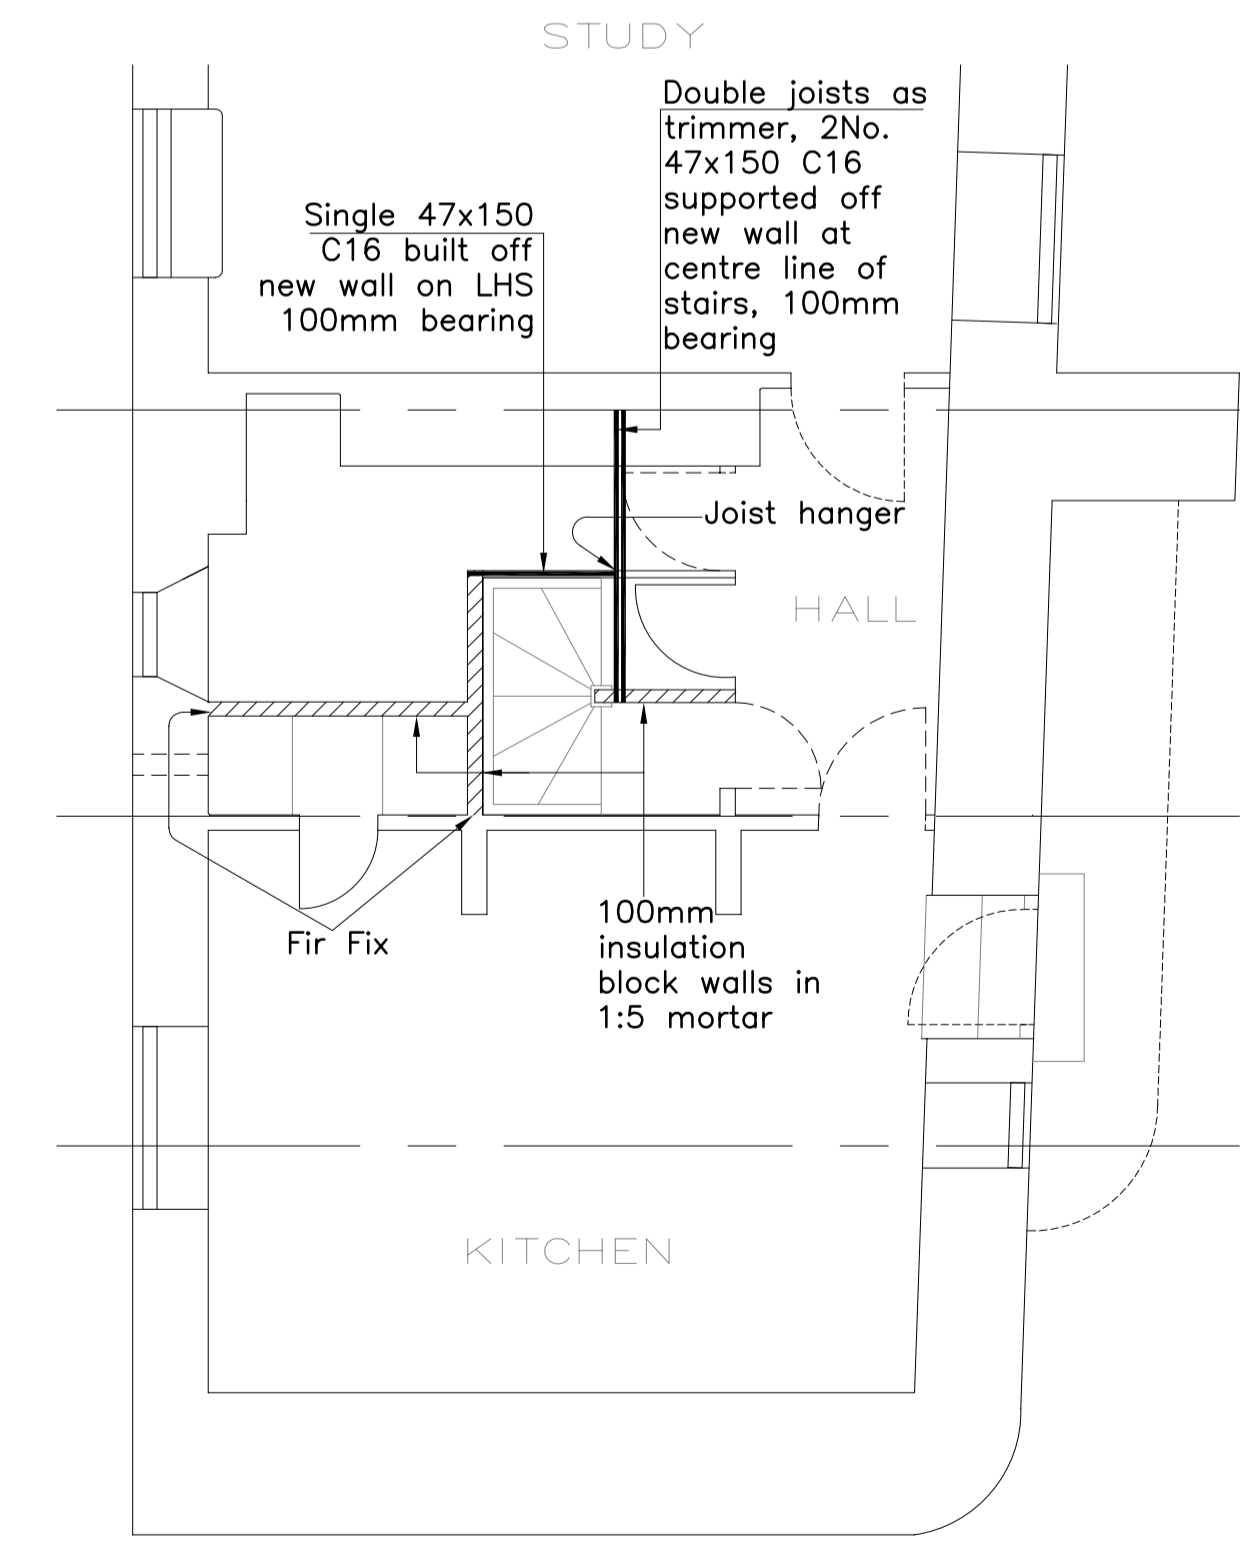 STUDY
Double joists as
trimmer, 2No.
47x150 C16
supported off
new wall at
centre line of
stairs, 100mm
bearing
Single 47x150
C16 built off
new wall on LHS
100mm bearing
Joist hanger
HALL
Fir Fix
100mm
insulation
block walls in
1:5 mortar
KITCHEN